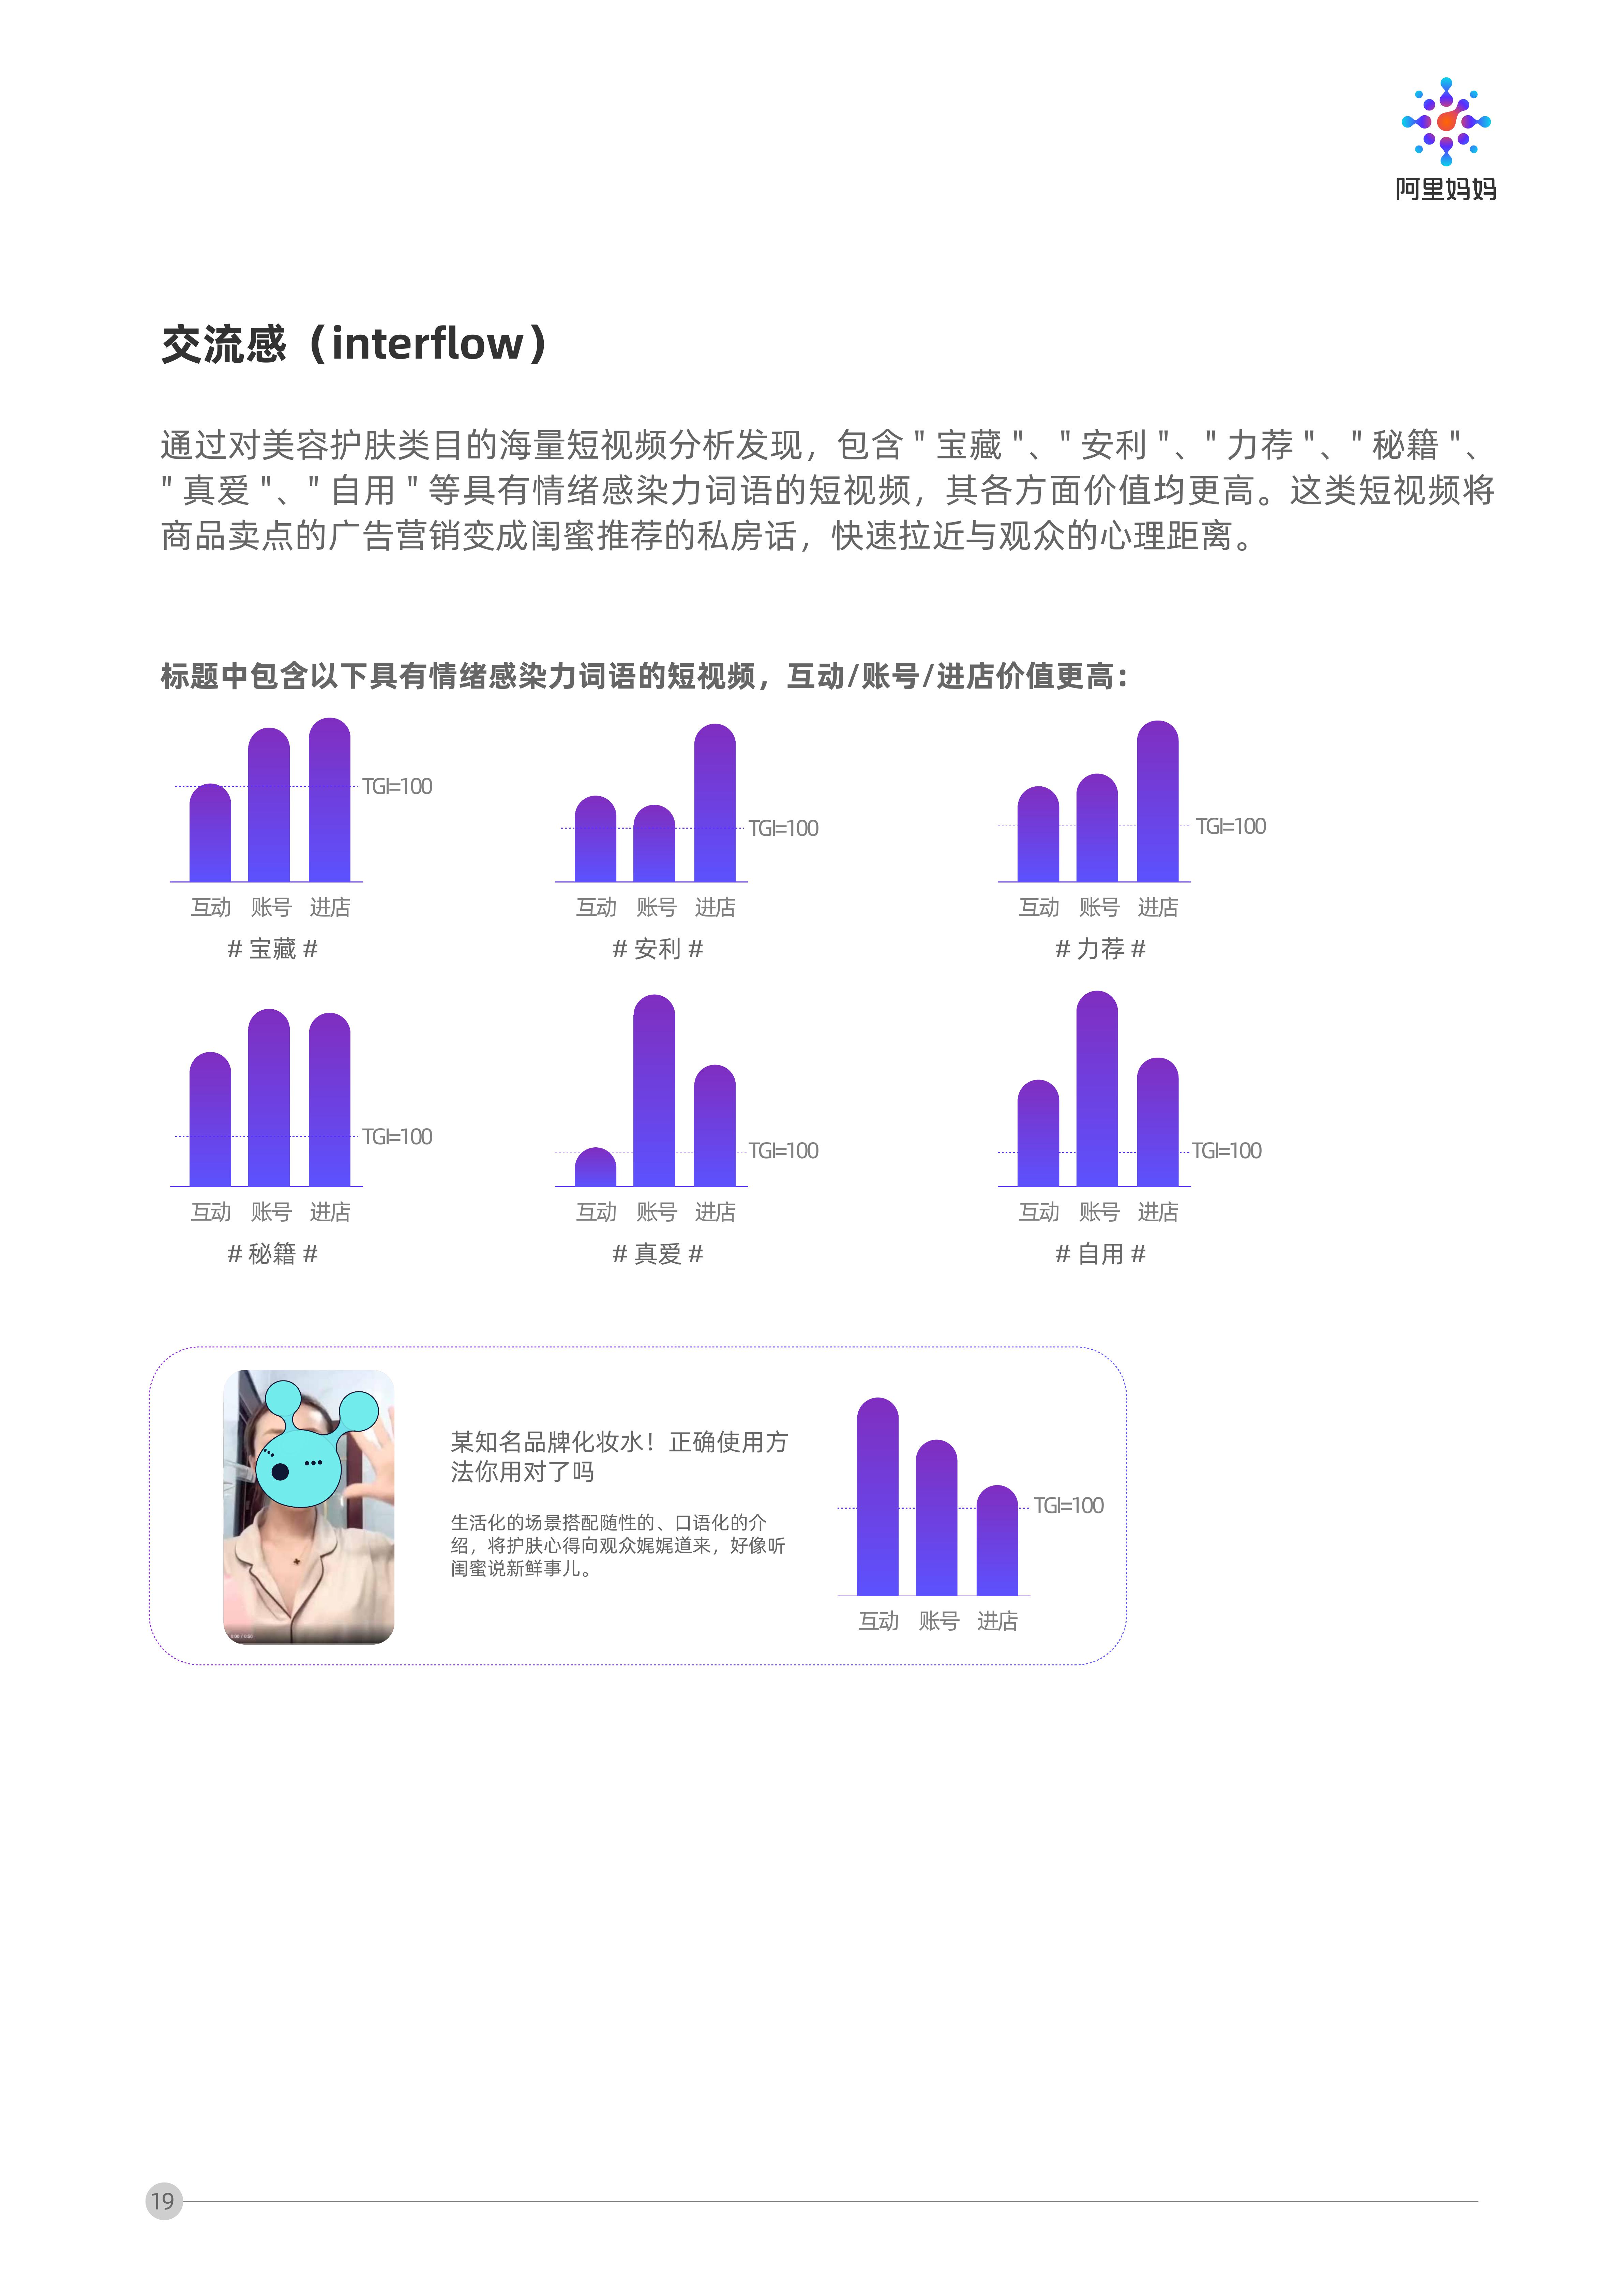 阿里妈妈
交流感（interflow）
通过对美容护肤类目的海量短视频分析发现，包含 " 宝藏 "、" 安利 "、" 力荐 "、" 秘籍 "、
" 真爱 "、" 自用 " 等具有情绪感染力词语的短视频，其各方面价值均更高。这类短视频将
商品卖点的广告营销变成闺蜜推荐的私房话，快速拉近与观众的心理距离。
标题中包含以下具有情绪感染力词语的短视频，互动/账号/进店价值更高：
TGI=100
互动 账号 进店
# 宝藏 #
TGI=100
互动 账号 进店
# 安利 #
TGI=100
互动 账号 进店
# 力荐 #
TGI=100
互动 账号 进店
# 秘籍 #
TGI=100
互动 账号 进店
# 真爱 #
TGI=100
互动 账号 进店
# 自用 #
某知名品牌化妆水！正确使用方
法你用对了吗
生活化的场景搭配随性的、口语化的介
绍，将护肤心得向观众娓娓道来，好像听
闺蜜说新鲜事儿。
TGI=100
互动 账号 进店
19